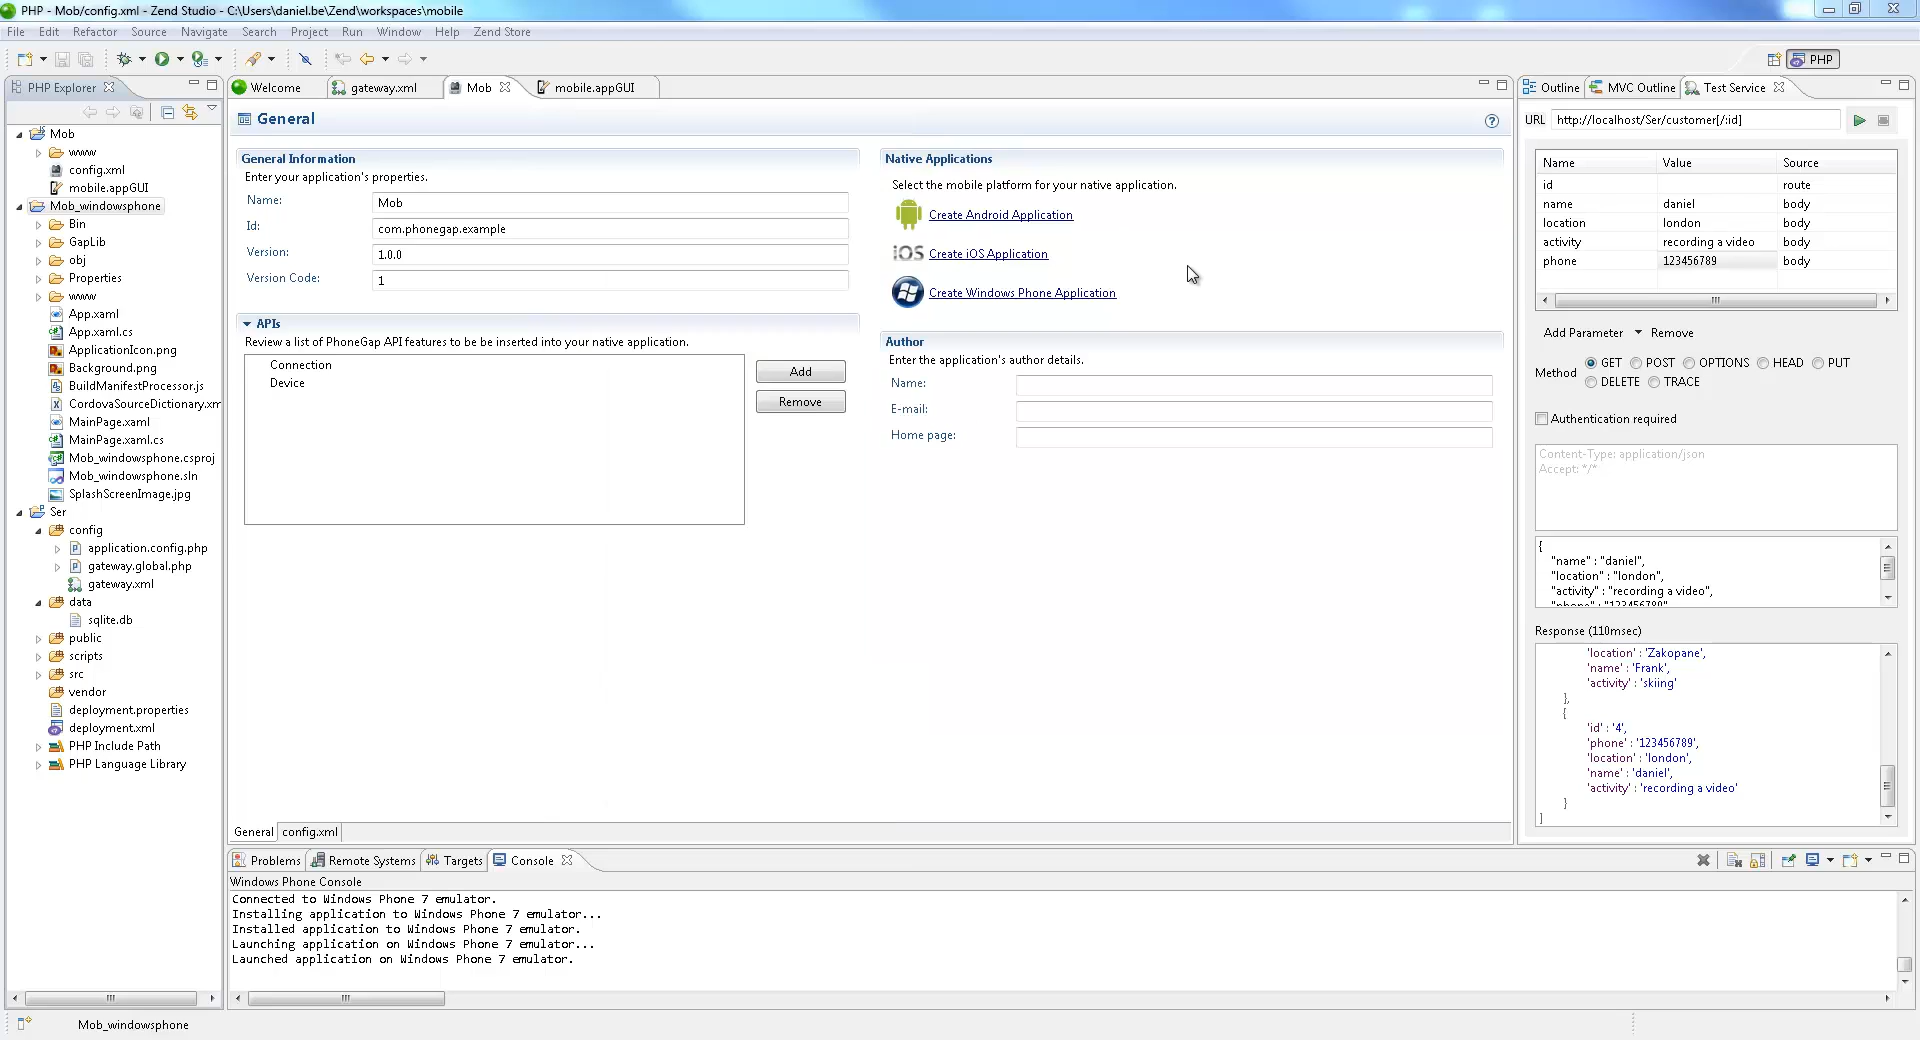 PHP - Mob/config.xml - Zend Studio - C:\Users\daniel.be\Zend\workspaces\mobile
File Edit Refactor Source Navigate Search Project Run Window Help Zend Store
PHP
PHP Explorer
Mob
www
config.xml
mobile.appGUI
Mob_windowsphone
Bin
GapLib
obj
Properties
www
App.xaml
App.xaml.cs
ApplicationIcon.png
Background.png
BuildManifestProcessor.js
CordovaSourceDictionary.xm
MainPage.xaml
MainPage.xaml.cs
Mob_windowsphone.csproj
Mob_windowsphone.sln
SplashScreenImage.jpg
Ser
config
application.config.php
gateway.global.php
gateway.xml
data
sqlite.db
public
scripts
src
vendor
deployment.properties
deployment.xml
PHP Include Path
PHP Language Library
Welcome gateway.xml Mob mobile.appGUI
General
General Information
Enter your application's properties.
Name: Mob
Id: com.phonegap.example
Version: 1.0.0
Version Code: 1
APIs
Review a list of PhoneGap API features to be be inserted into your native application.
Connection
Device
Add
Remove
Native Applications
Select the mobile platform for your native application.
Create Android Application
iOS Create iOS Application
Create Windows Phone Application
Author
Enter the application's author details.
Name:
E-mail:
Home page:
General config.xml
Outline MVC Outline Test Service
URL http://localhost/Ser/customer[/:id]
Name Value Source
id route
name daniel body
location london body
activity recording a video body
phone 123456789 body
Add Parameter Remove
Method GET POST OPTIONS HEAD PUT
DELETE TRACE
Authentication required
Content-Type: application/json
Accept: */*
{
"name" : "daniel",
"location" : "london",
"activity" : "recording a video",
"phone" : "123456789"
Response (110msec)
'location' : 'Zakopane',
'name' : 'Frank',
'activity' : 'skiing'
},
{
'id' : '4',
'phone' : '123456789',
'location' : 'london',
'name' : 'daniel',
'activity' : 'recording a video'
}
]
Problems Remote Systems Targets Console
Windows Phone Console
Connected to Windows Phone 7 emulator.
Installing application to Windows Phone 7 emulator...
Installed application to Windows Phone 7 emulator.
Launching application on Windows Phone 7 emulator...
Launched application on Windows Phone 7 emulator.
Mob_windowsphone